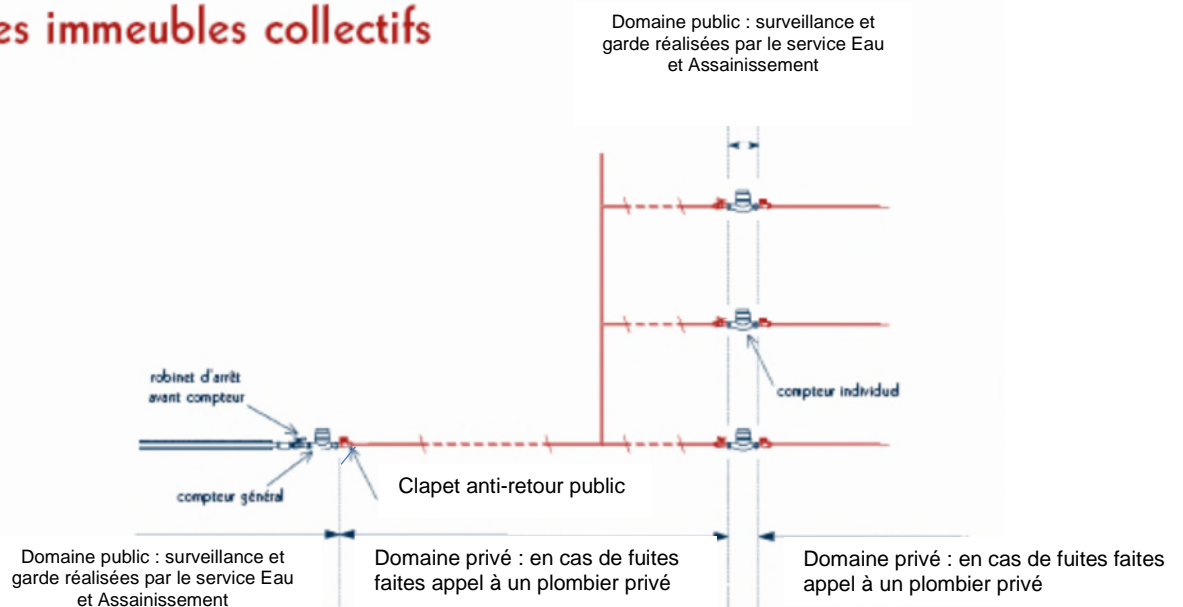 es immeubles collectifs
Domaine public : surveillance et
garde réalisées par le service Eau
et Assainissement
robinet d'arrêt
avant compteur
compteur individuel
compteur général
Clapet anti-retour public
Domaine public : surveillance et
garde réalisées par le service Eau
et Assainissement
Domaine privé : en cas de fuites
faites appel à un plombier privé
Domaine privé : en cas de fuites faites
appel à un plombier privé